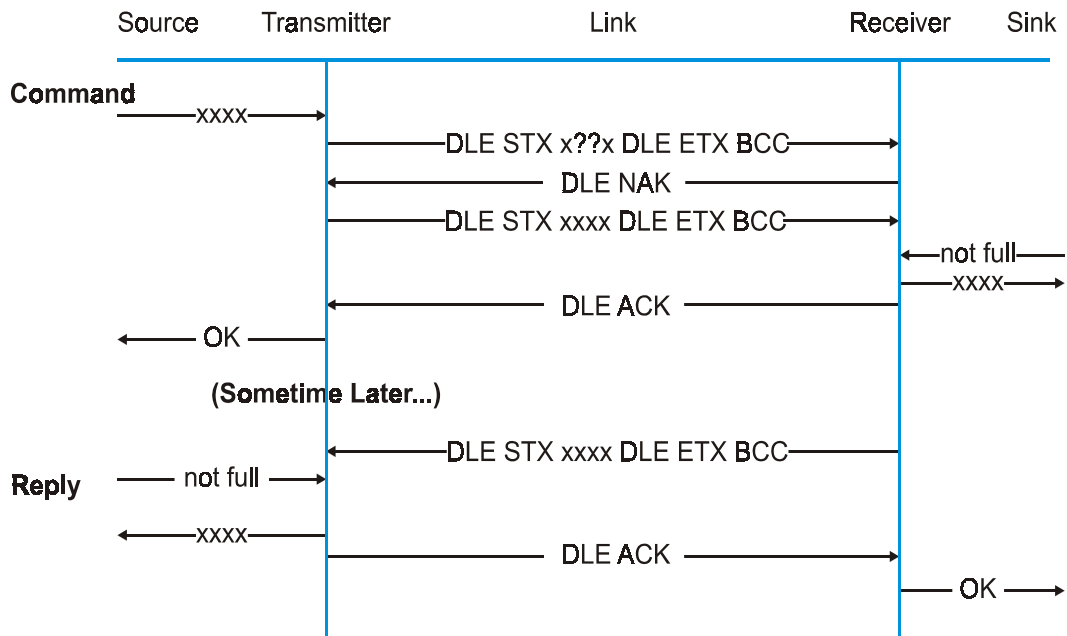 Source Transmitter Link Receiver Sink
Command
xxxx
DLE STX x??x DLE ETX BCC
DLE NAK
DLE STX xxxx DLE ETX BCC
not full
xxxx
DLE ACK
OK
(Sometime Later...)
DLE STX xxxx DLE ETX BCC
Reply
not full
xxxx
DLE ACK
OK